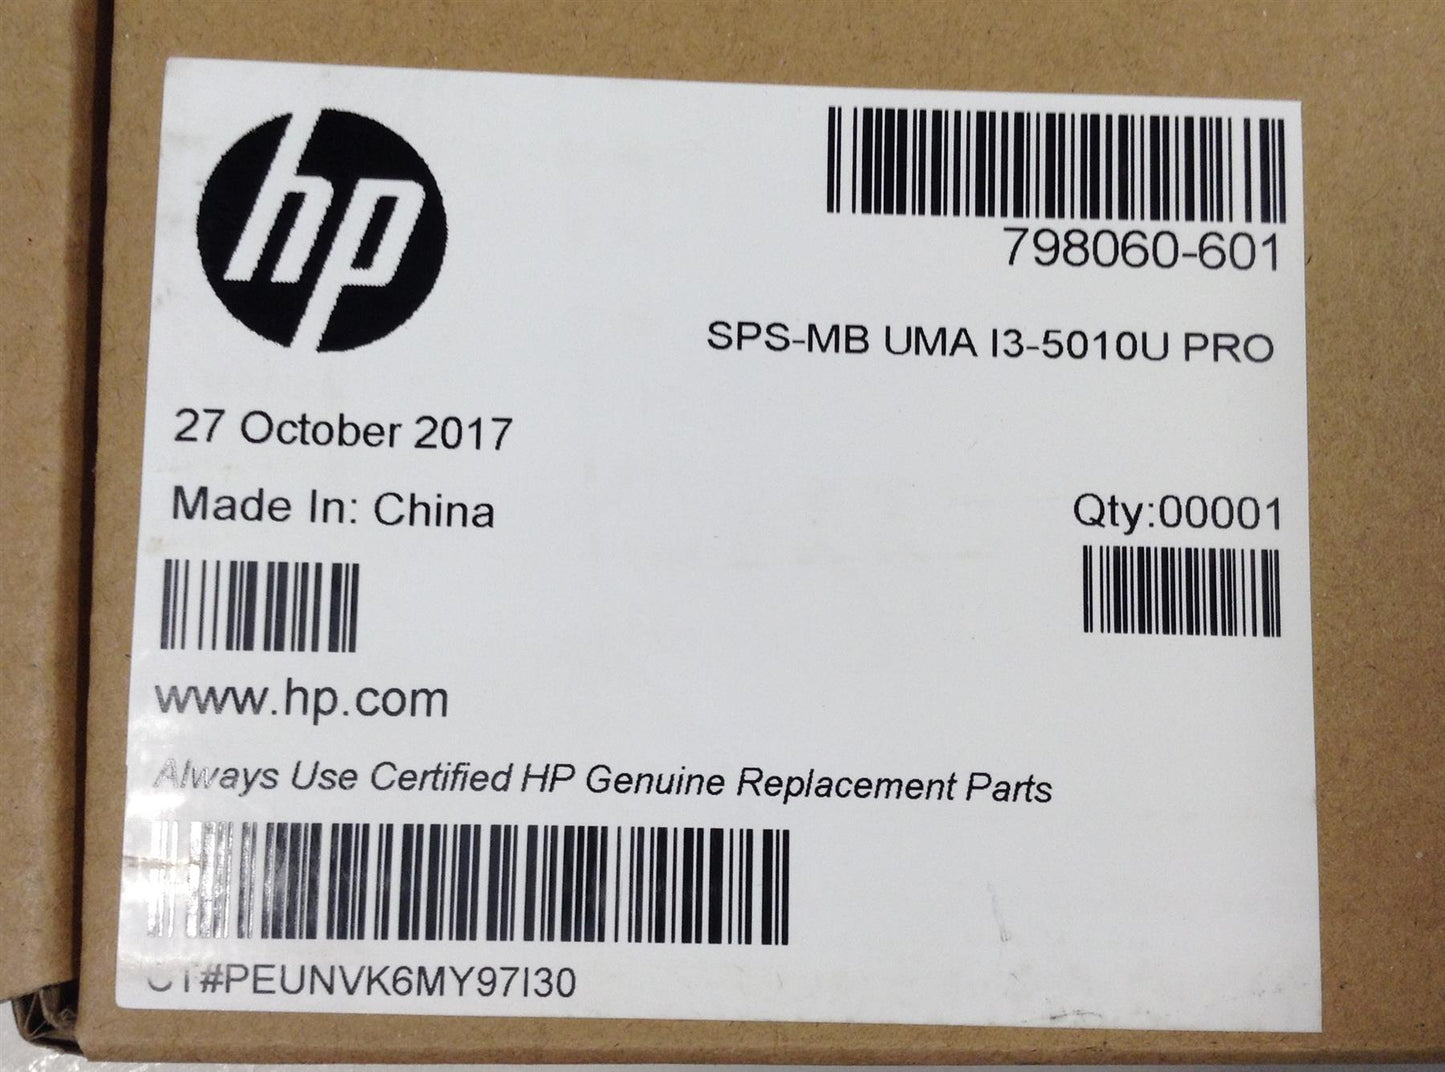 hp
798060-601
SPS-MB UMA I3-5010U PRO
27 October 2017
Made In: China
Qty:00001
www.hp.com
Always Use Certified HP Genuine Replacement Parts
CT#PEUNVK6MY97I30